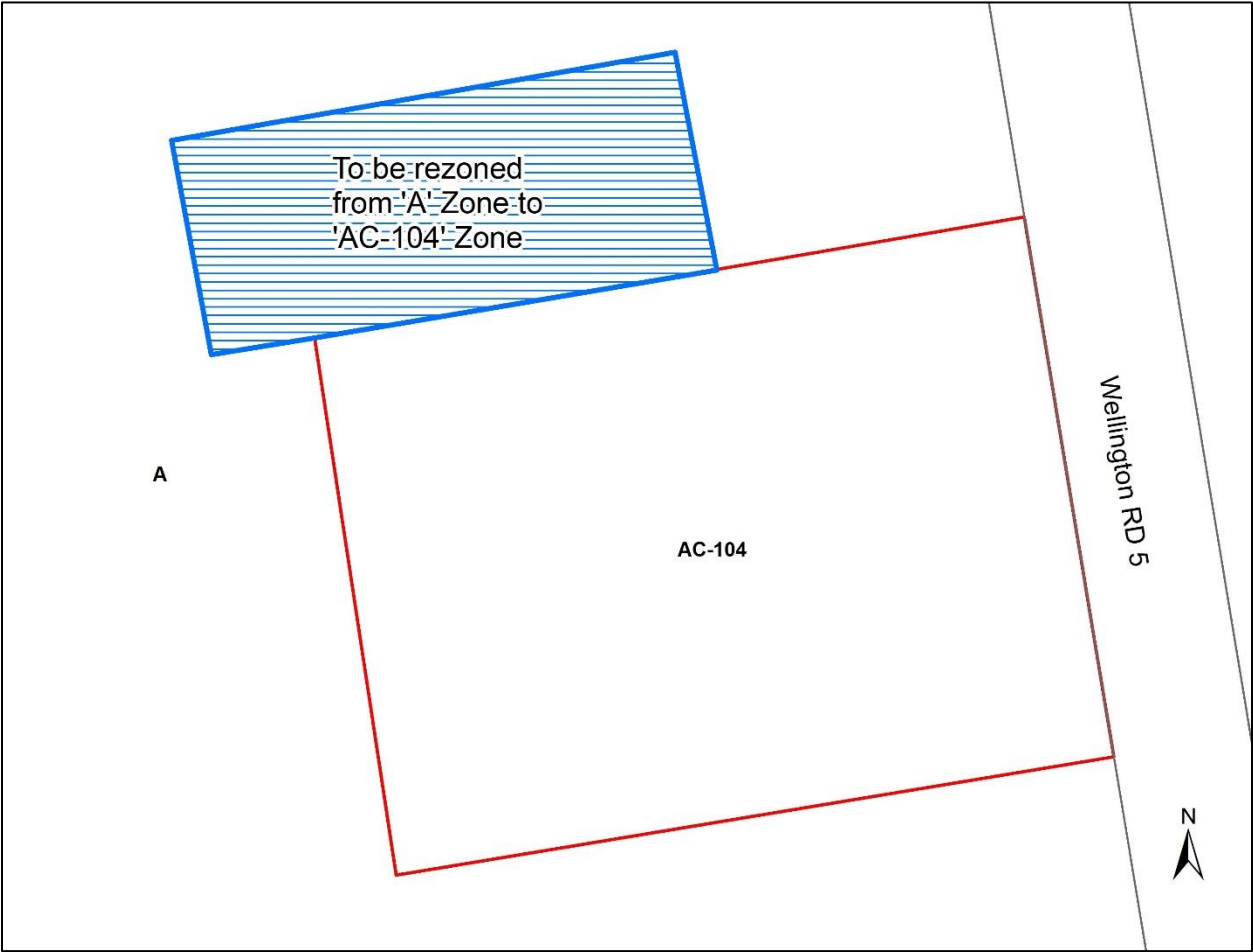 To be rezoned
from 'A' Zone to
'AC-104' Zone
A
AC-104
Wellington RD 5
N